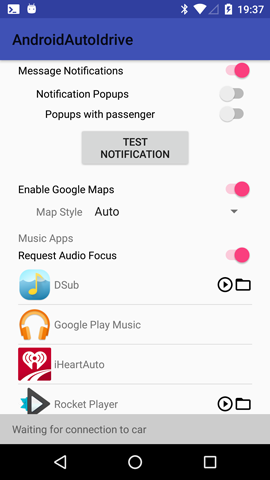 19:37
AndroidAutoIdrive
Message Notifications
Notification Popups
Popups with passenger
TEST
NOTIFICATION
Enable Google Maps
Map Style Auto
Music Apps
Request Audio Focus
DSub
Google Play Music
iHeartAuto
Rocket Player
Waiting for connection to car